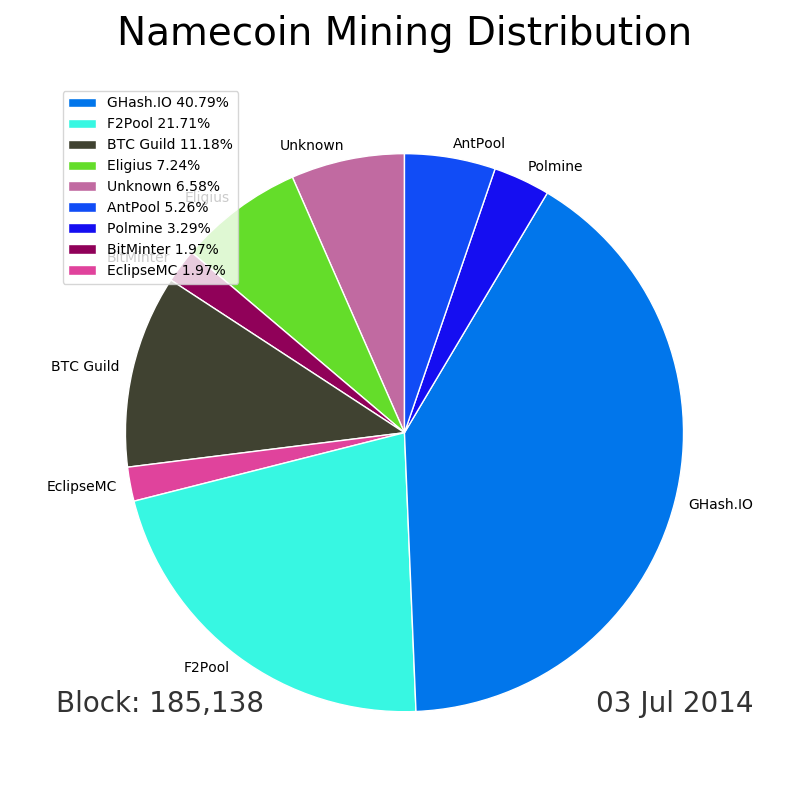 Namecoin Mining Distribution
GHash.IO 40.79%
F2Pool 21.71%
BTC Guild 11.18%
Eligius 7.24%
Unknown 6.58%
AntPool 5.26%
Polmine 3.29%
BitMinter 1.97%
EclipseMC 1.97%
Unknown
AntPool
Polmine
Eligius
BitMinter
BTC Guild
EclipseMC
GHash.IO
F2Pool
Block: 185,138
03 Jul 2014